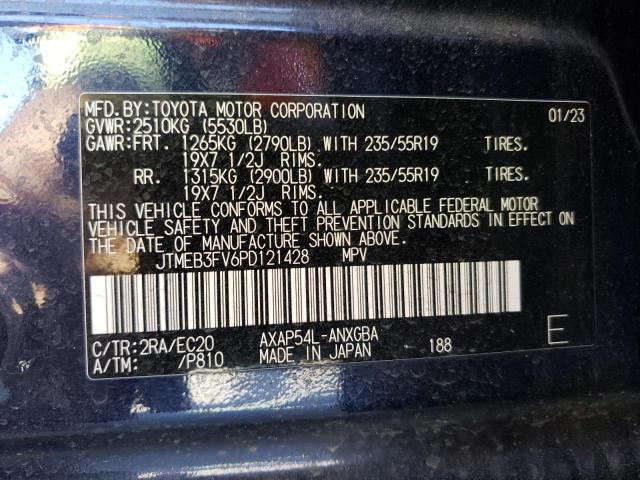 MFD.BY:TOYOTA MOTOR CORPORATION 01/23
GVWR:2510KG (5530LB)
GAWR:FRT. 1265KG (2790LB) WITH 235/55R19 TIRES.
19X7 1/2J RIMS.
RR. 1315KG (2900LB) WITH 235/55R19 TIRES.
19X7 1/2J RIMS.
THIS VEHICLE CONFORMS TO ALL APPLICABLE FEDERAL MOTOR
VEHICLE SAFETY AND THEFT PREVENTION STANDARDS IN EFFECT ON
THE DATE OF MANUFACTURE SHOWN ABOVE.
JTMEB3FV6PD121428 MPV
C/TR:2RA/EC20 AXAP54L-ANXGBA E
A/TM: /P810 MADE IN JAPAN 188